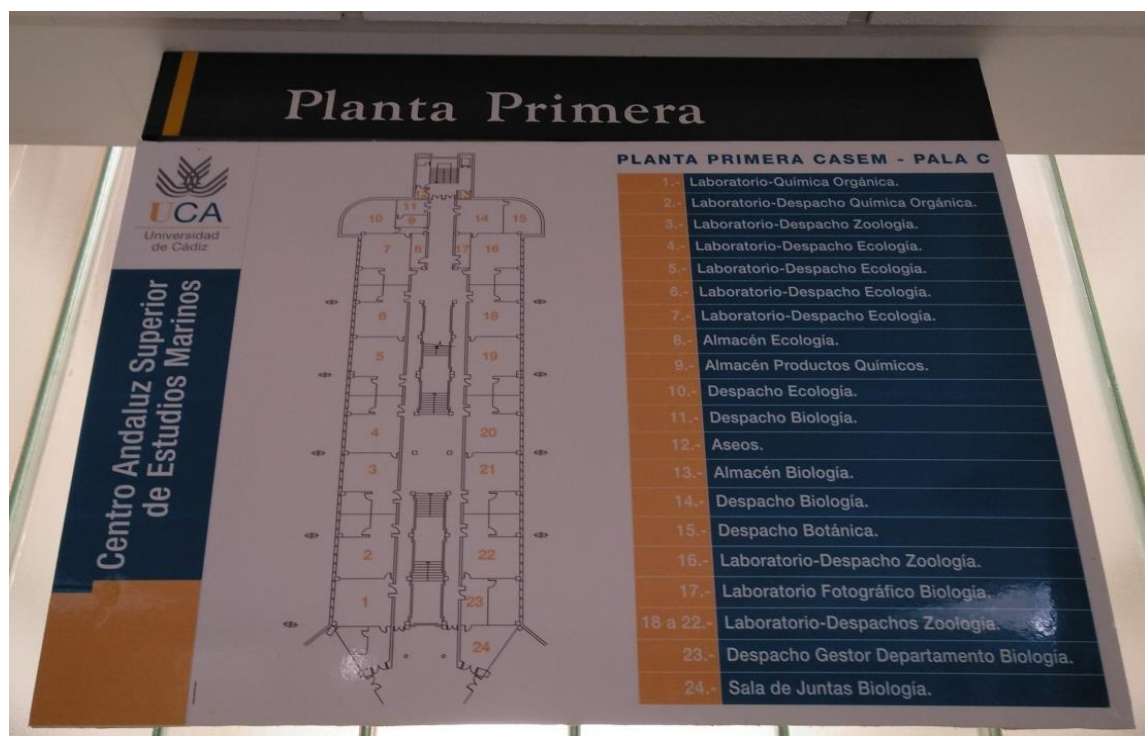 Planta Primera
UCA
Universidad
de Cádiz
Centro Andaluz Superior
de Estudios Marinos
11
10
9
14
15
7
8
17
16
6
18
5
19
4
20
3
21
2
22
1
23
24
PLANTA PRIMERA CASEM - PALA C
1.- Laboratorio-Química Orgánica.
2.- Laboratorio-Despacho Química Orgánica.
3.- Laboratorio-Despacho Zoología.
4.- Laboratorio-Despacho Ecología.
5.- Laboratorio-Despacho Ecología.
6.- Laboratorio-Despacho Ecología.
7.- Laboratorio-Despacho Ecología.
8.- Almacén Ecología.
9.- Almacén Productos Químicos.
10.- Despacho Ecología.
11.- Despacho Biología.
12.- Aseos.
13.- Almacén Biología.
14.- Despacho Biología.
15.- Despacho Botánica.
16.- Laboratorio-Despacho Zoología.
17.- Laboratorio Fotográfico Biología.
18 a 22.- Laboratorio-Despachos Zoología.
23.- Despacho Gestor Departamento Biología.
24.- Sala de Juntas Biología.